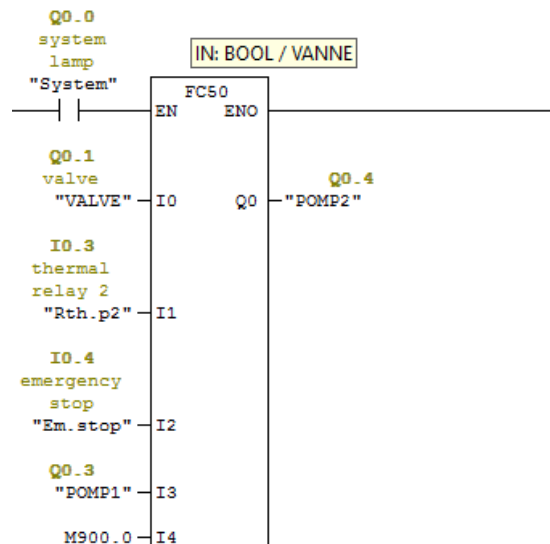 Q0.0
system
lamp
"System"
IN: BOOL / VANNE
FC50
EN ENO
Q0.1
valve
"VALVE" I0
Q0.4
Q0 "POMP2"
I0.3
thermal
relay 2
"Rth.p2" I1
I0.4
emergency
stop
"Em.stop" I2
Q0.3
"POMP1" I3
M900.0 I4